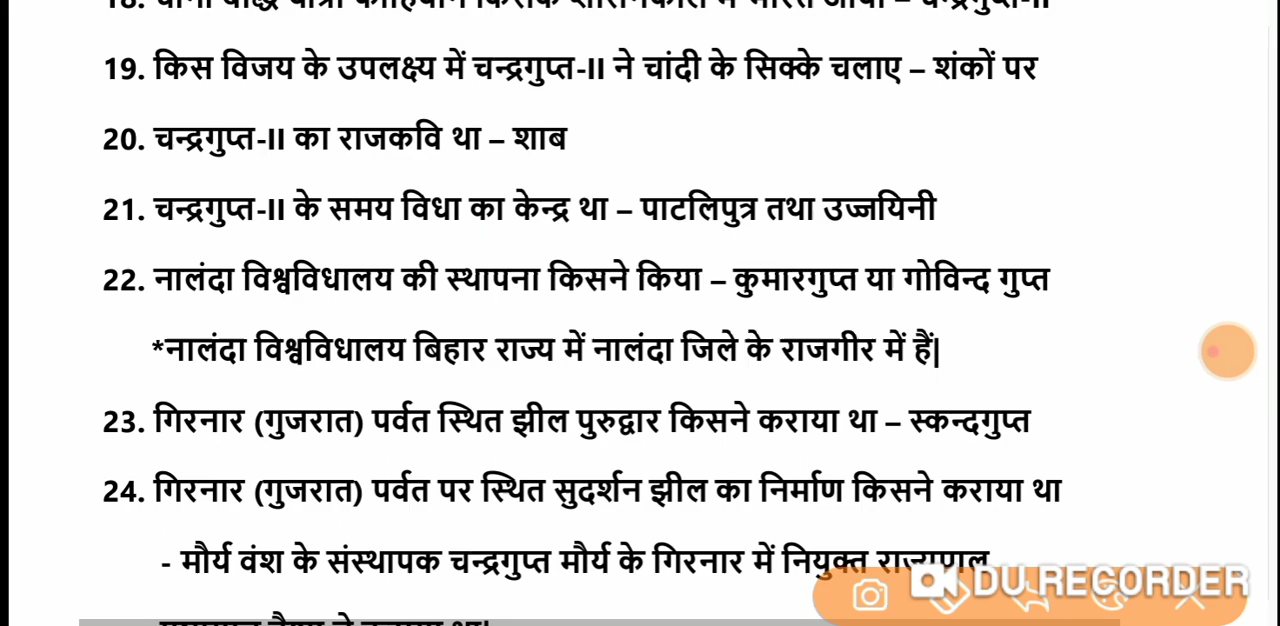 19. किस विजय के उपलक्ष्य में चन्द्रगुप्त-II ने चांदी के सिक्के चलाए – शंकों पर
20. चन्द्रगुप्त-II का राजकवि था – शाब
21. चन्द्रगुप्त-II के समय विधा का केन्द्र था – पाटलिपुत्र तथा उज्जयिनी
22. नालंदा विश्वविधालय की स्थापना किसने किया – कुमारगुप्त या गोविन्द गुप्त
*नालंदा विश्वविधालय बिहार राज्य में नालंदा जिले के राजगीर में हैं|
23. गिरनार (गुजरात) पर्वत स्थित झील पुरुद्वार किसने कराया था – स्कन्दगुप्त
24. गिरनार (गुजरात) पर्वत पर स्थित सुदर्शन झील का निर्माण किसने कराया था
- मौर्य वंश के संस्थापक चन्द्रगुप्त मौर्य के गिरनार में नियुक्त राज्यपाल
DU RECORDER